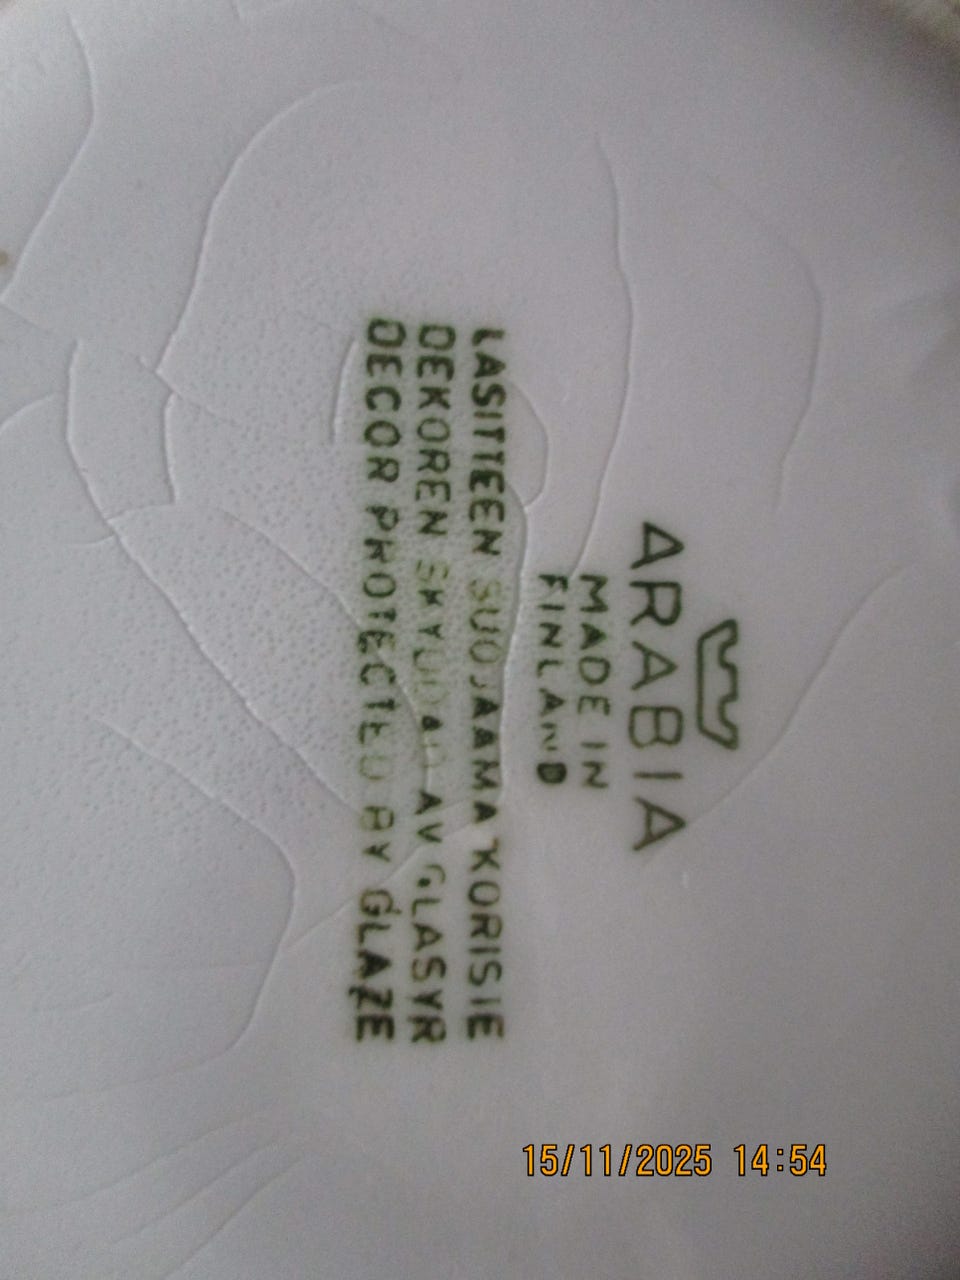 ARABIA
MADE IN
FINLAND
LASITTEEN SUOJAAMA KORISTE
DEKOREN SKYDDAD AV GLASYR
DECOR PROTECTED BY GLAZE
15/11/2025 14:54